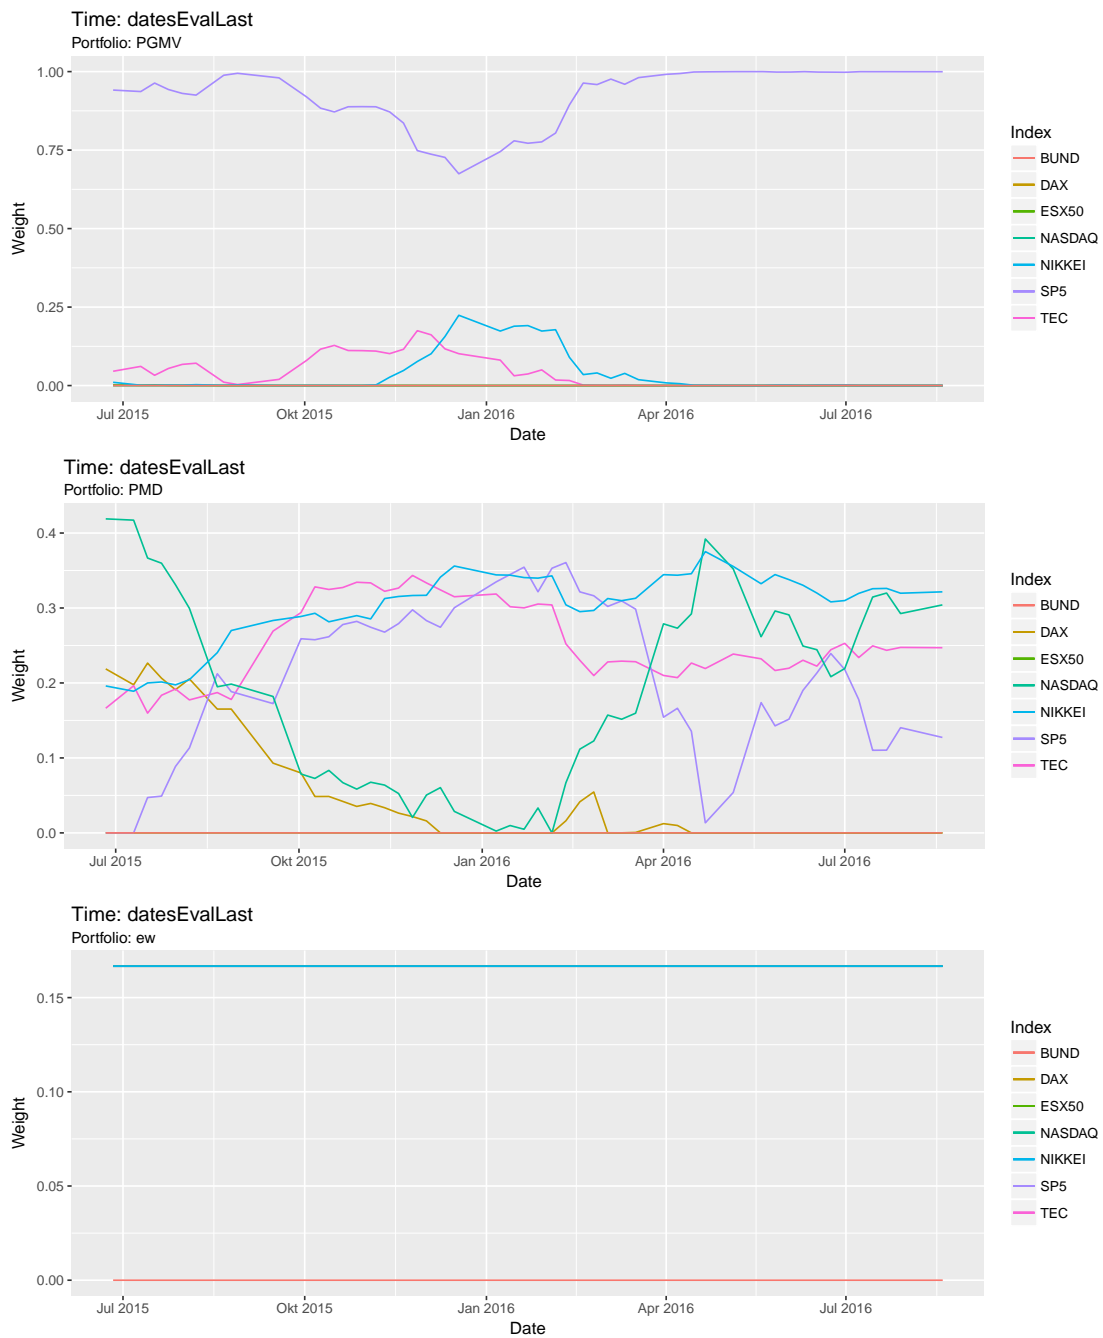 Time: datesEvalLast
Portfolio: PGMV
1.00
0.75
0.50
0.25
0.00
Weight
Jul 2015 Okt 2015 Jan 2016 Apr 2016 Jul 2016
Date
Index
BUND
DAX
ESX50
NASDAQ
NIKKEI
SP5
TEC
Time: datesEvalLast
Portfolio: PMD
0.4
0.3
0.2
0.1
0.0
Weight
Jul 2015 Okt 2015 Jan 2016 Apr 2016 Jul 2016
Date
Index
BUND
DAX
ESX50
NASDAQ
NIKKEI
SP5
TEC
Time: datesEvalLast
Portfolio: ew
0.15
0.10
0.05
0.00
Weight
Jul 2015 Okt 2015 Jan 2016 Apr 2016 Jul 2016
Date
Index
BUND
DAX
ESX50
NASDAQ
NIKKEI
SP5
TEC